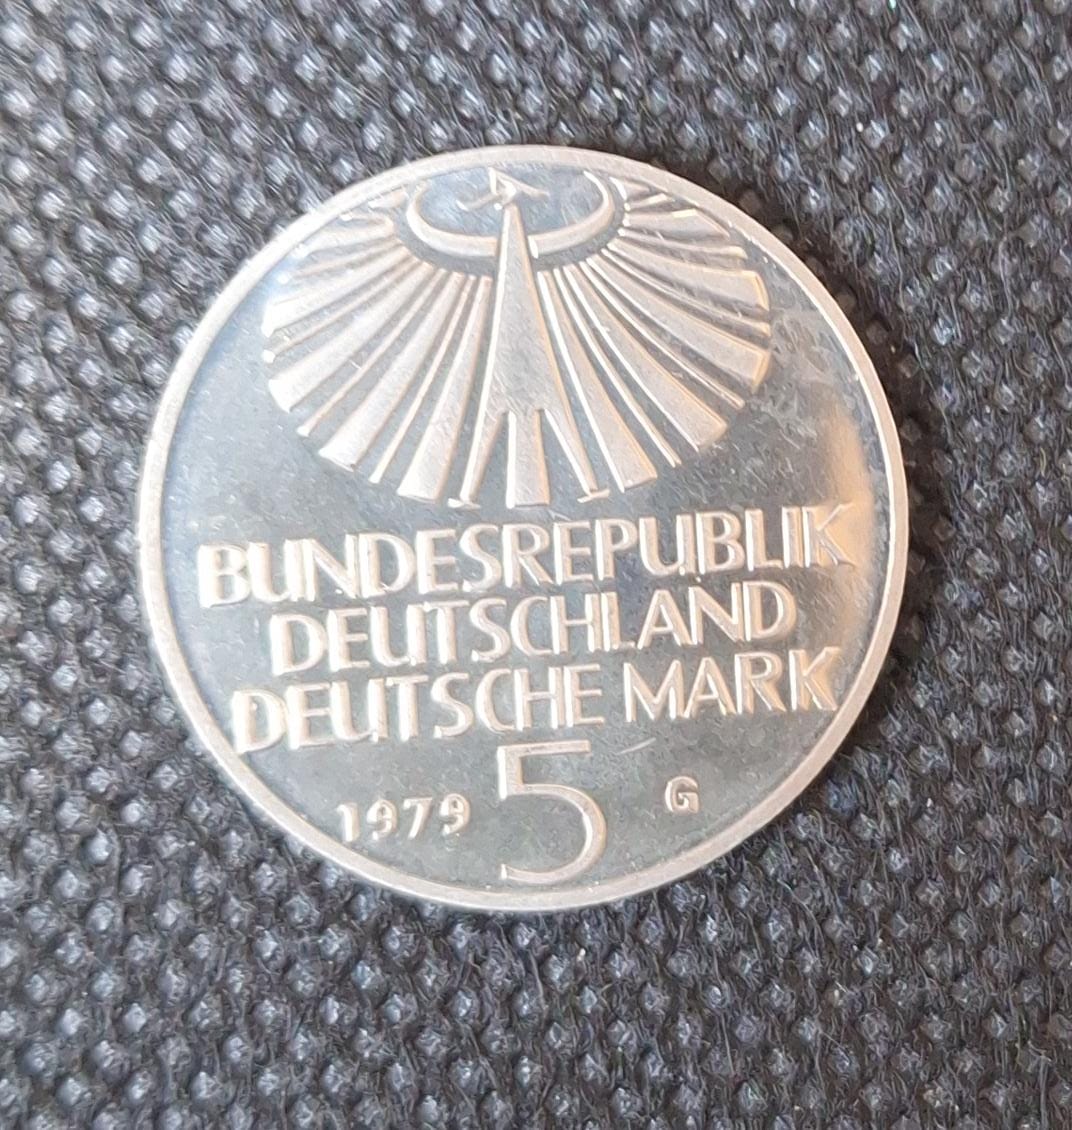 BUNDESREPUBLIK
DEUTSCHLAND
DEUTSCHE MARK
1979 5 G